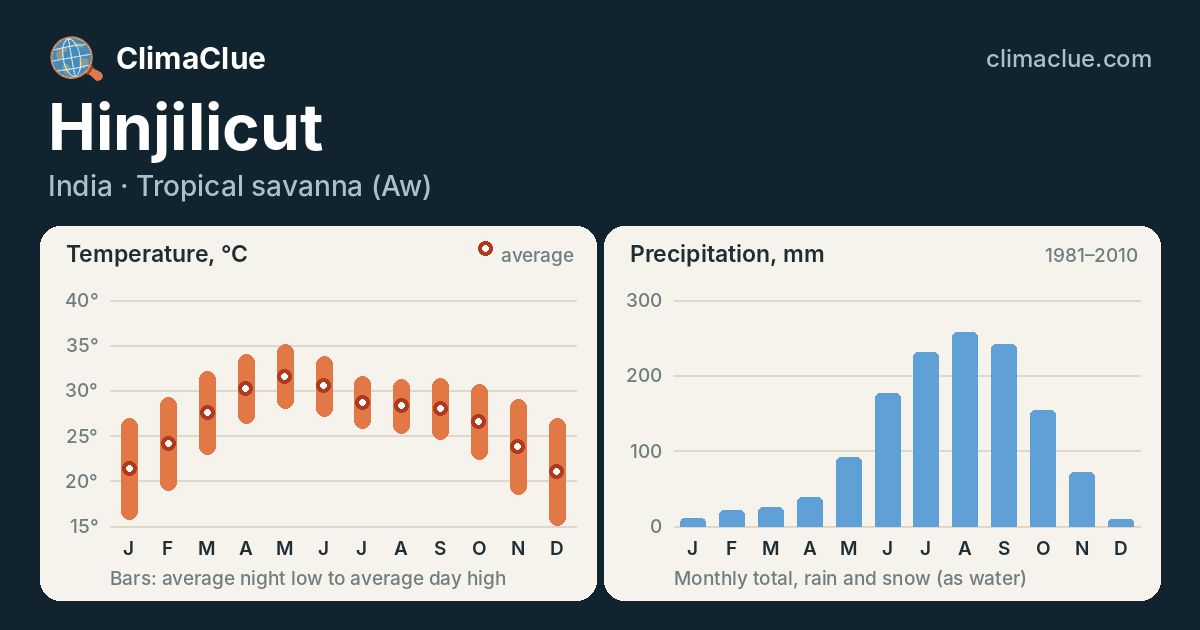 ClimaClue
climaclue.com
Hinjilicut
India · Tropical savanna (Aw)
Temperature, °C
average
40°
35°
30°
25°
20°
15°
J F M A M J J A S O N D
Bars: average night low to average day high
Precipitation, mm
1981–2010
300
200
100
0
J F M A M J J A S O N D
Monthly total, rain and snow (as water)